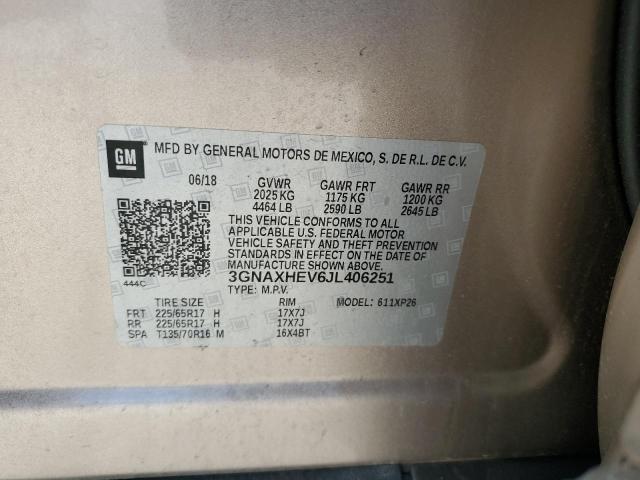 GM MFD BY GENERAL MOTORS DE MEXICO, S. DE R.L. DE C.V.
06/18 GVWR GAWR FRT GAWR RR
2025 KG 1175 KG 1200 KG
4464 LB 2590 LB 2645 LB
THIS VEHICLE CONFORMS TO ALL
APPLICABLE U.S. FEDERAL MOTOR
VEHICLE SAFETY AND THEFT PREVENTION
STANDARDS IN EFFECT ON THE DATE OF
MANUFACTURE SHOWN ABOVE.
444C 3GNAXHEV6JL406251
TYPE: M.P.V.
TIRE SIZE RIM MODEL: 611XP26
FRT 225/65R17 H 17X7J
RR 225/65R17 H 17X7J
SPA T135/70R16 M 16X4BT